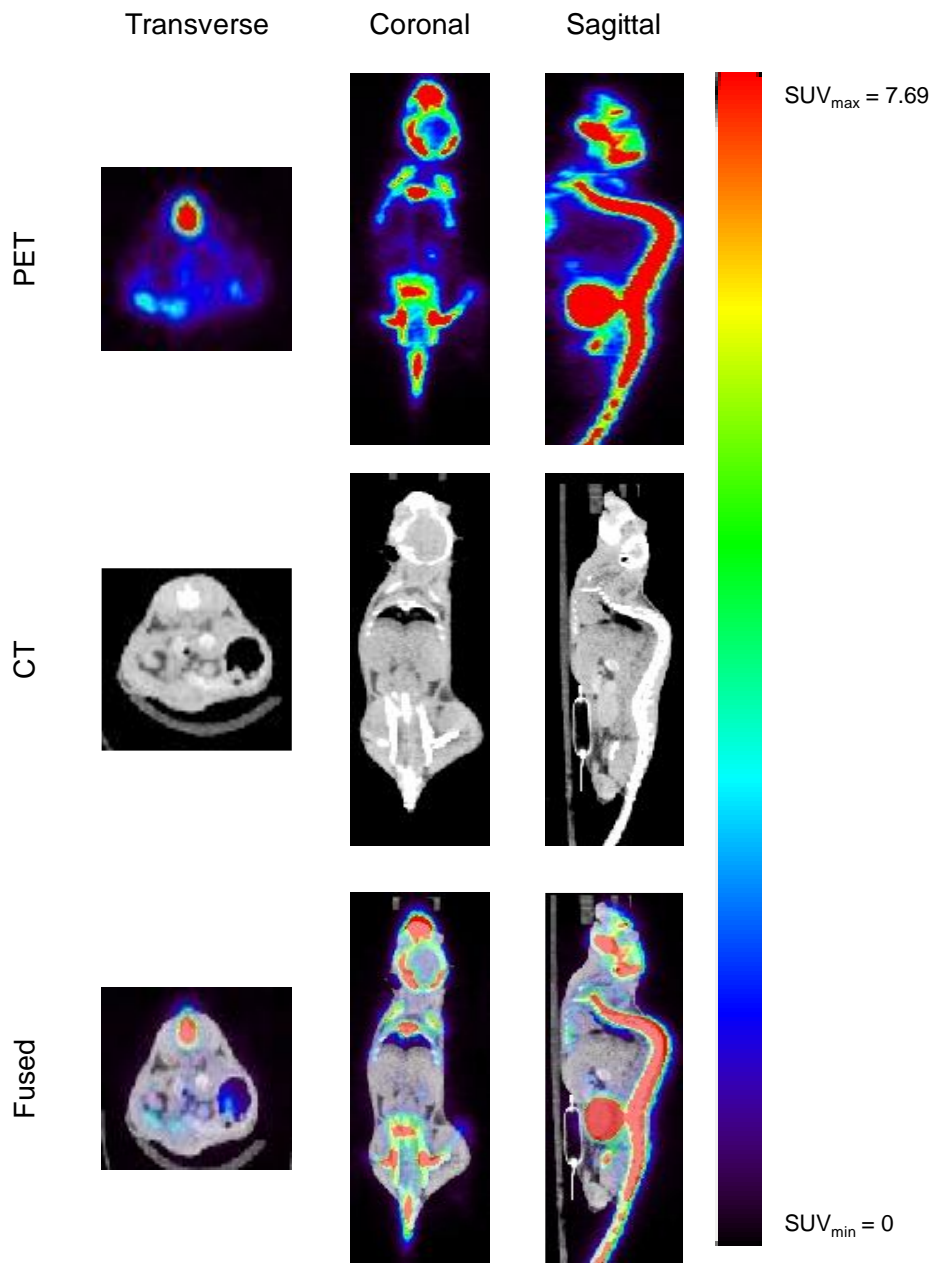 Transverse
Coronal
Sagittal
PET
SUVmax = 7.69
CT
Fused
SUVmin = 0